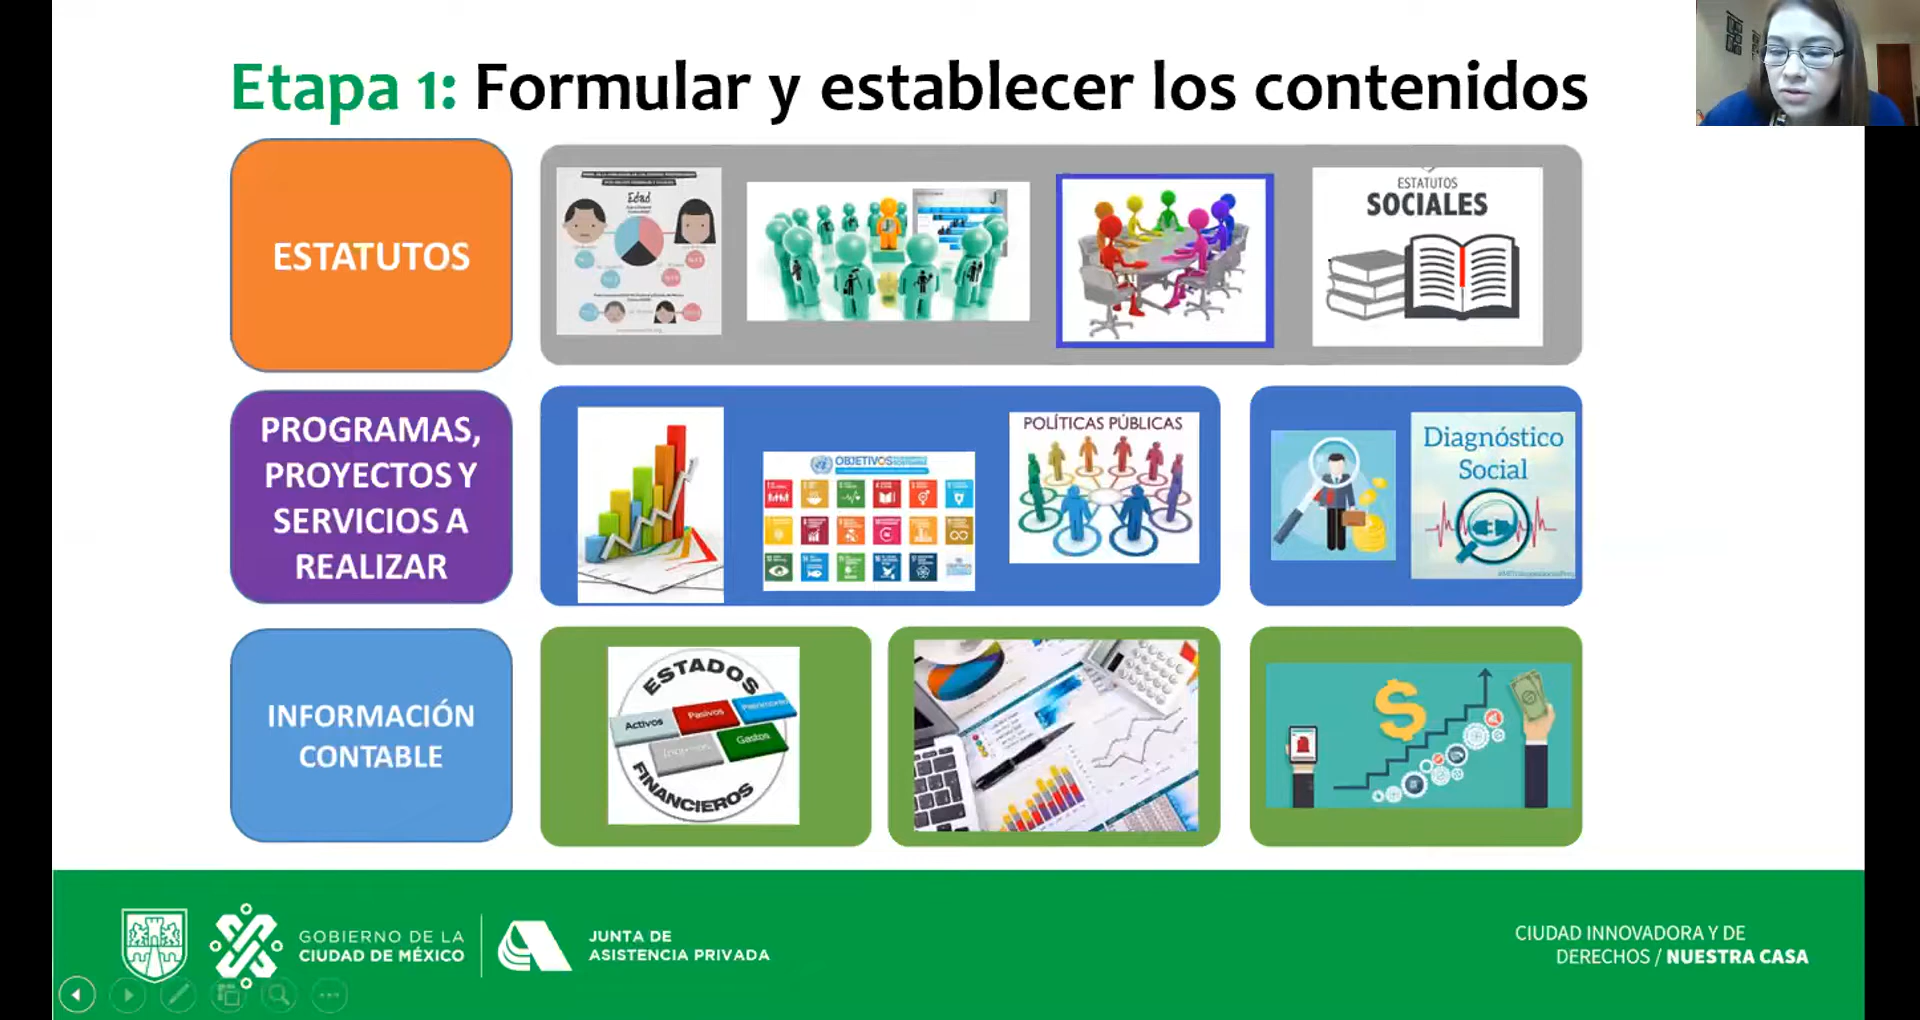 Etapa 1: Formular y establecer los contenidos
ESTATUTOS
Edad
ESTATUTOS
SOCIALES
PROGRAMAS,
PROYECTOS Y
SERVICIOS A
REALIZAR
OBJETIVOS
POLÍTICAS PÚBLICAS
Diagnóstico
Social
INFORMACIÓN
CONTABLE
ESTADOS
Activos
Pasivos
Patrimonio
Ingresos
Gastos
FINANCIEROS
GOBIERNO DE LA
CIUDAD DE MÉXICO
JUNTA DE
ASISTENCIA PRIVADA
CIUDAD INNOVADORA Y DE
DERECHOS / NUESTRA CASA